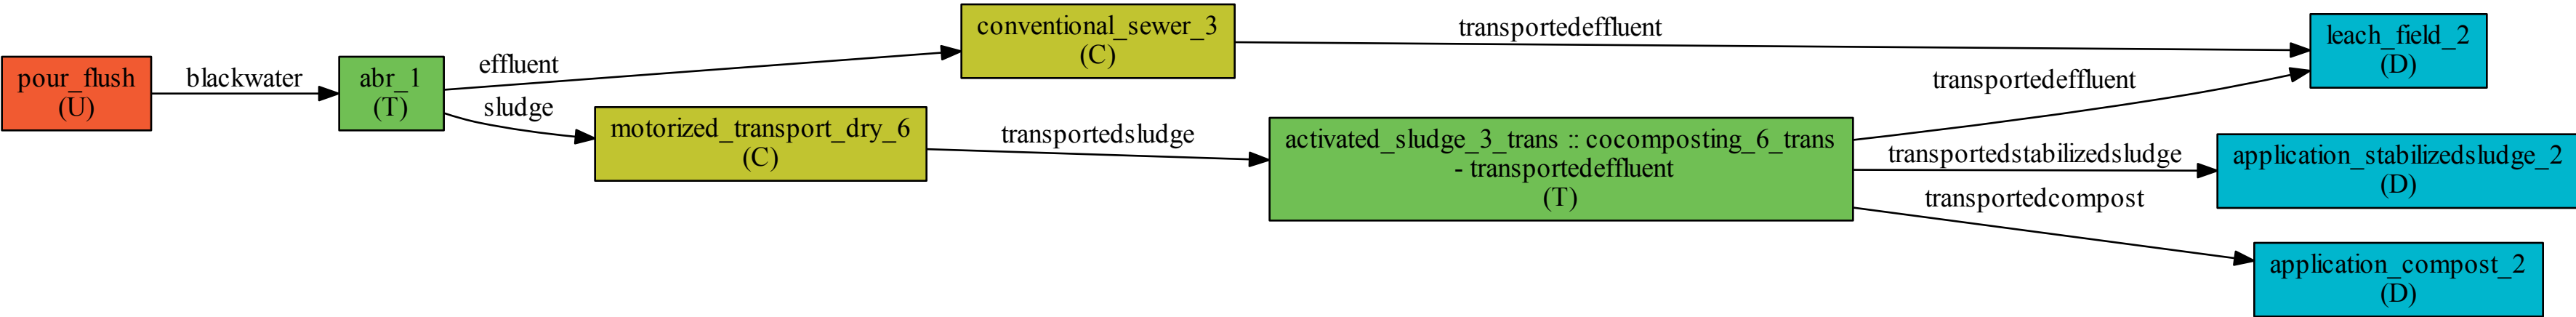 pour_flush
(U)
blackwater
abr_1
(T)
effluent
sludge
conventional_sewer_3
(C)
motorized_transport_dry_6
(C)
transportedeffluent
transportedsludge
activated_sludge_3_trans :: cocomposting_6_trans
- transportedeffluent
(T)
transportedeffluent
transportedstabilizedsludge
transportedcompost
leach_field_2
(D)
application_stabilizedsludge_2
(D)
application_compost_2
(D)